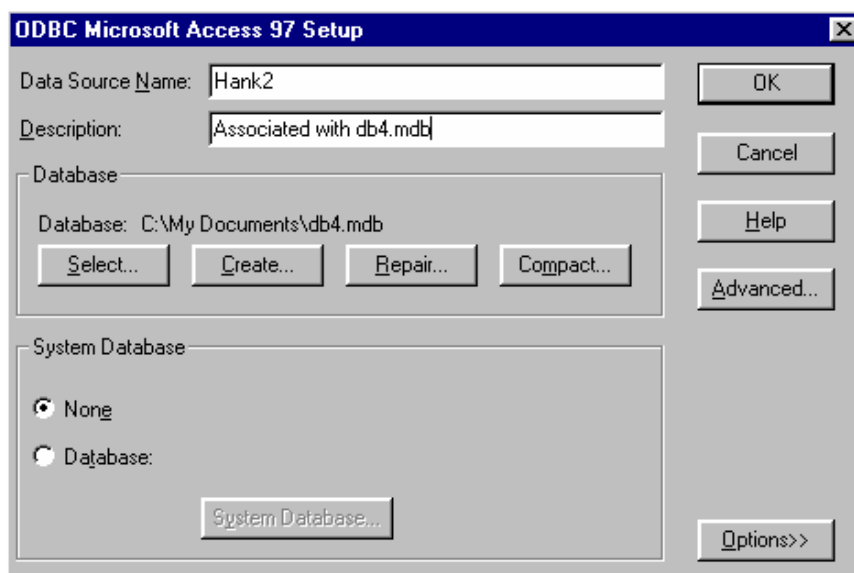 ODBC Microsoft Access 97 Setup
Data Source Name: Hank2
Description: Associated with db4.mdb
OK
Cancel
Help
Advanced...
Database
Database: C:\My Documents\db4.mdb
Select... Create... Repair... Compact...
System Database
None
Database:
System Database...
Options>>